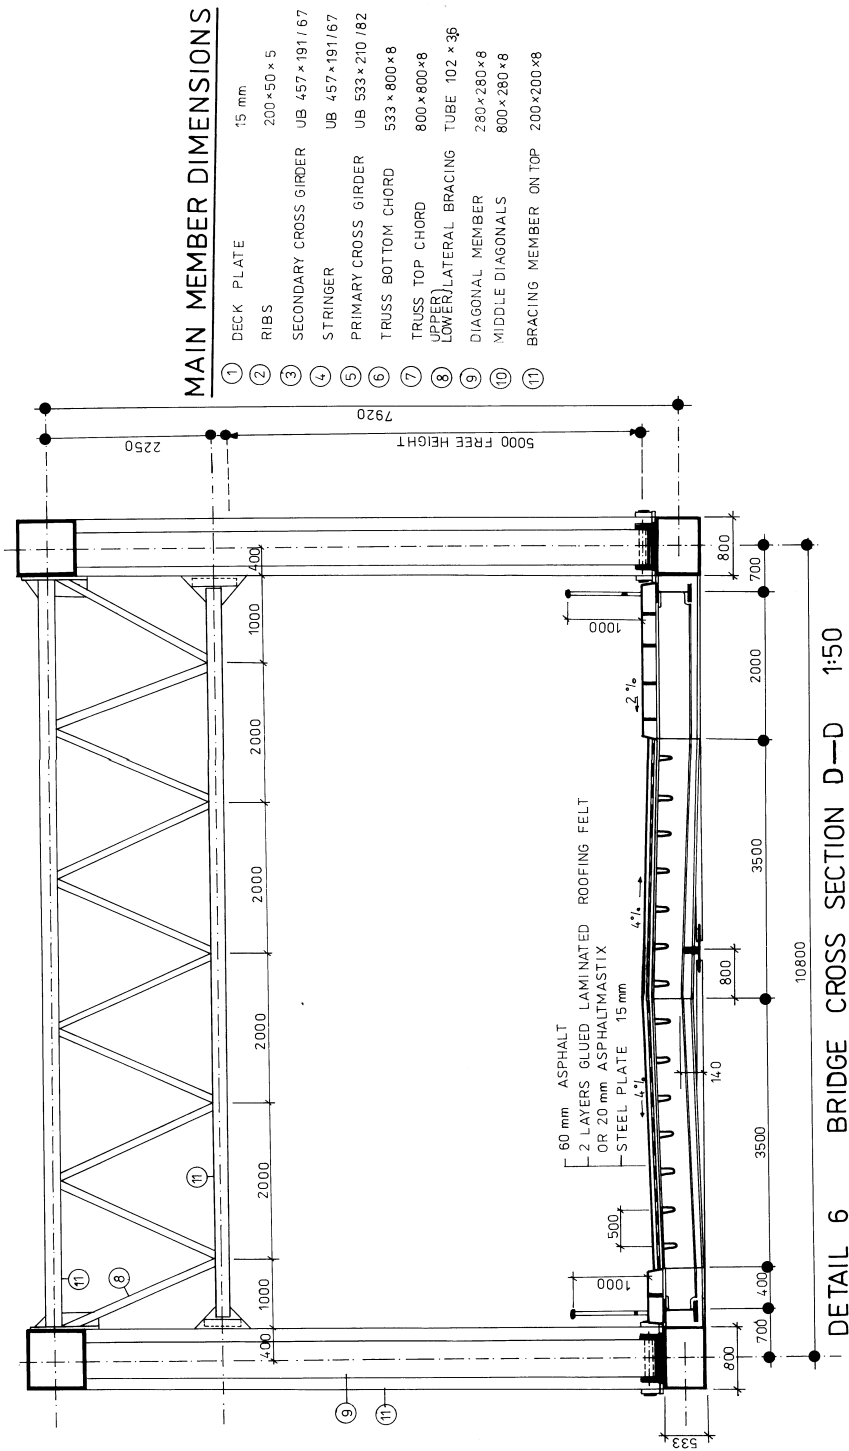 MAIN MEMBER DIMENSIONS
1 DECK PLATE 15 mm
2 RIBS 200×50×5
3 SECONDARY CROSS GIRDER UB 457×191/67
4 STRINGER UB 457×191/67
5 PRIMARY CROSS GIRDER UB 533×210/82
6 TRUSS BOTTOM CHORD 533×800×8
7 TRUSS TOP CHORD 800×800×8
UPPER)
8 LOWER)LATERAL BRACING TUBE 102×3,6
9 DIAGONAL MEMBER 280×280×8
10 MIDDLE DIAGONALS 800×280×8
11 BRACING MEMBER ON TOP 200×200×8
11
8
11
400
1000
2000
2000
2000
2000
1000
400
2250
7920
5000 FREE HEIGHT
9
11
60 mm ASPHALT
2 LAYERS GLUED LAMINATED ROOFING FELT
OR 20 mm ASPHALTMASTIX
STEEL PLATE 15 mm
1000
500
4%
4%
2%
1000
533
800
140
800
800
700
400
3500
3500
2000
700
10800
DETAIL 6 BRIDGE CROSS SECTION D—D 1:50